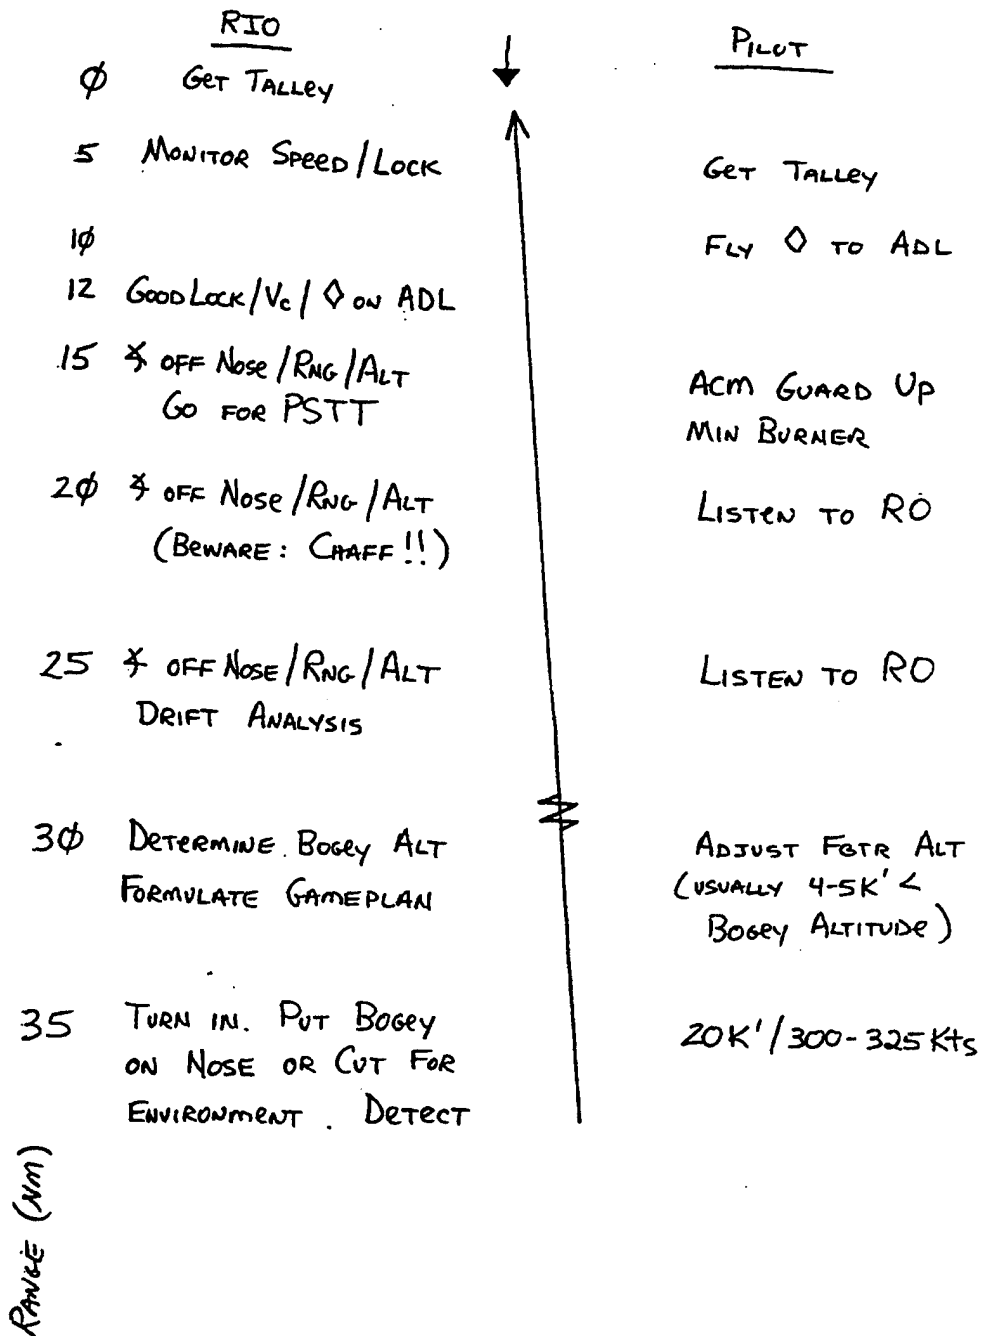 RIO
PILOT
Ø GET TALLEY
5 MONITOR SPEED/LOCK
GET TALLEY
1Ø
FLY ◊ TO ADL
12 GOOD LOCK/Vc/ ◊ ON ADL
15 ∡ OFF NOSE/RNG/ALT
GO FOR PSTT
ACM GUARD UP
MIN BURNER
2Ø ∡ OFF NOSE/RNG/ALT
(BEWARE: CHAFF!!)
LISTEN TO RO
25 ∡ OFF NOSE/RNG/ALT
DRIFT ANALYSIS
LISTEN TO RO
3Ø DETERMINE BOGEY ALT
FORMULATE GAMEPLAN
ADJUST FGTR ALT
(USUALLY 4-5K' <
BOGEY ALTITUDE)
35 TURN IN. PUT BOGEY
ON NOSE OR CUT FOR
ENVIRONMENT. DETECT
20K'/300-325 Kts
RANGE (NM)